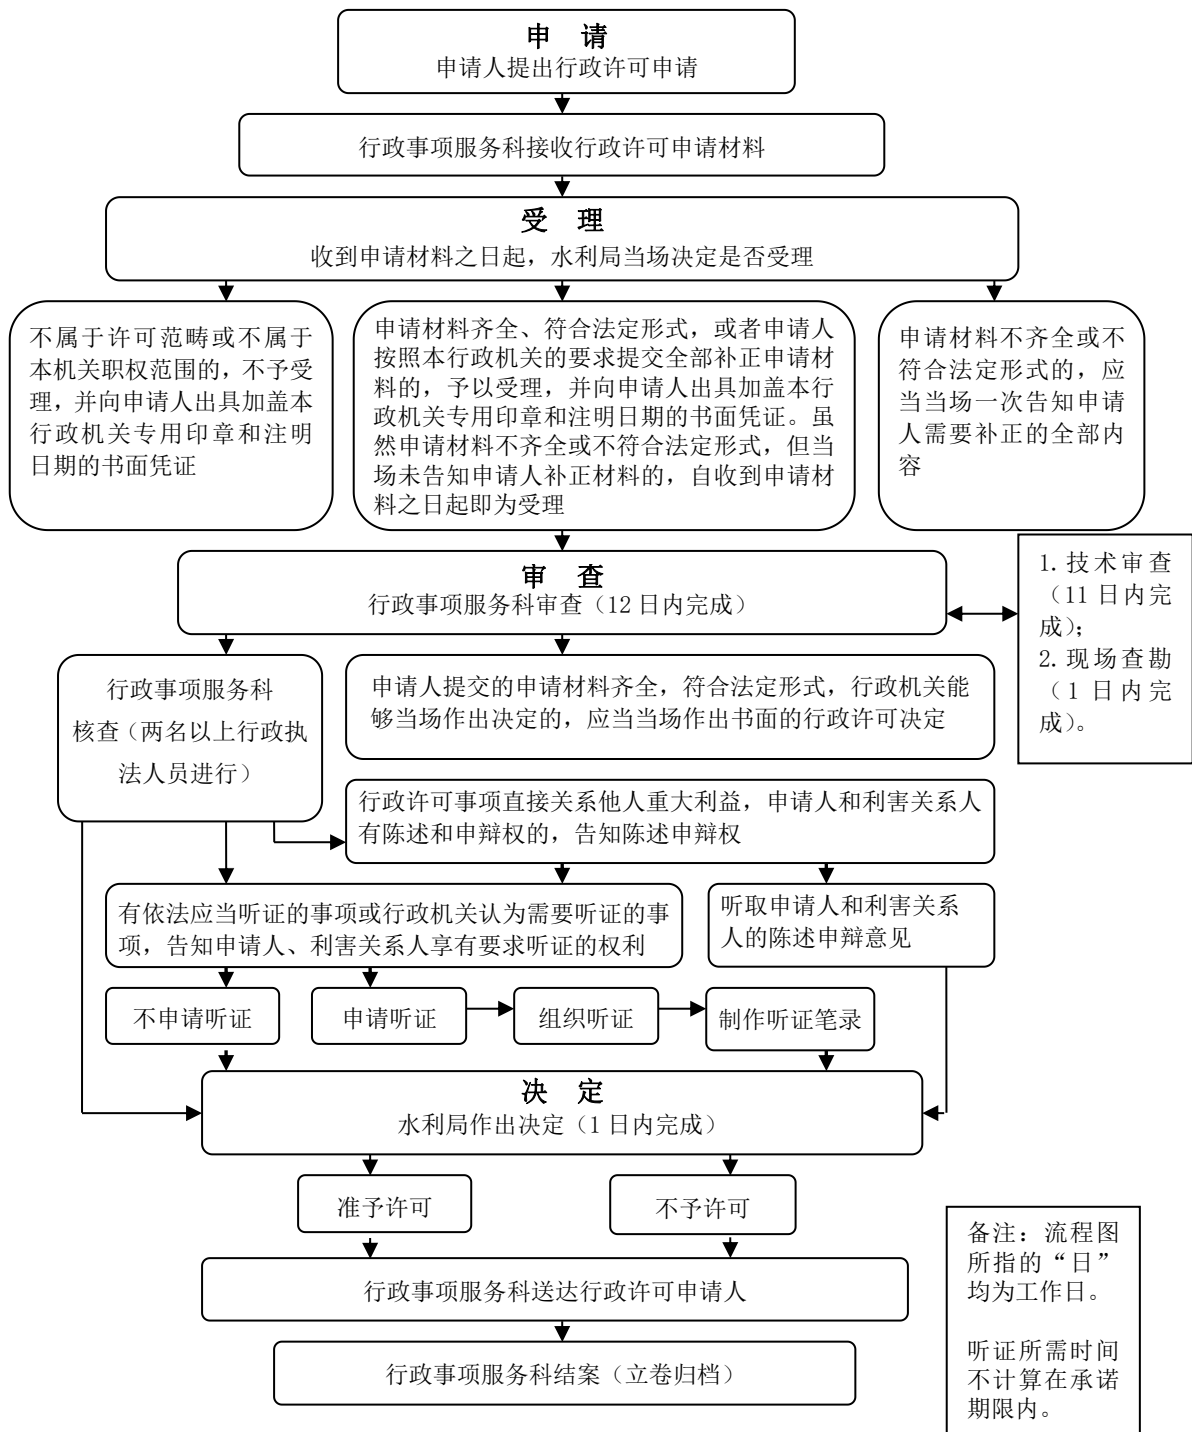 申 请
申请人提出行政许可申请
行政事项服务科接收行政许可申请材料
受 理
收到申请材料之日起，水利局当场决定是否受理
不属于许可范畴或不属于
本机关职权范围的，不予受
理，并向申请人出具加盖本
行政机关专用印章和注明
日期的书面凭证
申请材料齐全、符合法定形式，或者申请人
按照本行政机关的要求提交全部补正申请材
料的，予以受理，并向申请人出具加盖本行
政机关专用印章和注明日期的书面凭证。虽
然申请材料不齐全或不符合法定形式，但当
场未告知申请人补正材料的，自收到申请材
料之日起即为受理
申请材料不齐全或不
符合法定形式的，应
当当场一次告知申请
人需要补正的全部内
容
审 查
行政事项服务科审查（12 日内完成）
1. 技术审查
（11 日内完
成）；
2. 现场查勘
（1 日内完
成）。
行政事项服务科
核查（两名以上行政执
法人员进行）
申请人提交的申请材料齐全，符合法定形式，行政机关能
够当场作出决定的，应当当场作出书面的行政许可决定
行政许可事项直接关系他人重大利益，申请人和利害关系人
有陈述和申辩权的，告知陈述申辩权
有依法应当听证的事项或行政机关认为需要听证的事
项，告知申请人、利害关系人享有要求听证的权利
听取申请人和利害关系
人的陈述申辩意见
不申请听证
申请听证
组织听证
制作听证笔录
决 定
水利局作出决定（1 日内完成）
准予许可
不予许可
行政事项服务科送达行政许可申请人
行政事项服务科结案（立卷归档）
备注：流程图
所指的“日”
均为工作日。
听证所需时间
不计算在承诺
期限内。